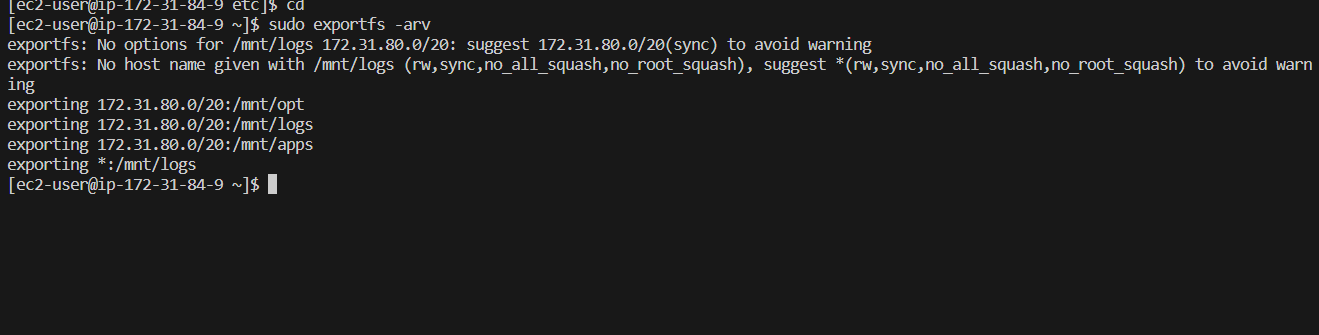 [ec2-user@ip-172-31-84-9 etc]$ cd
[ec2-user@ip-172-31-84-9 ~]$ sudo exportfs -arv
exportfs: No options for /mnt/logs 172.31.80.0/20: suggest 172.31.80.0/20(sync) to avoid warning
exportfs: No host name given with /mnt/logs (rw,sync,no_all_squash,no_root_squash), suggest *(rw,sync,no_all_squash,no_root_squash) to avoid warn
ing
exporting 172.31.80.0/20:/mnt/opt
exporting 172.31.80.0/20:/mnt/logs
exporting 172.31.80.0/20:/mnt/apps
exporting *:/mnt/logs
[ec2-user@ip-172-31-84-9 ~]$